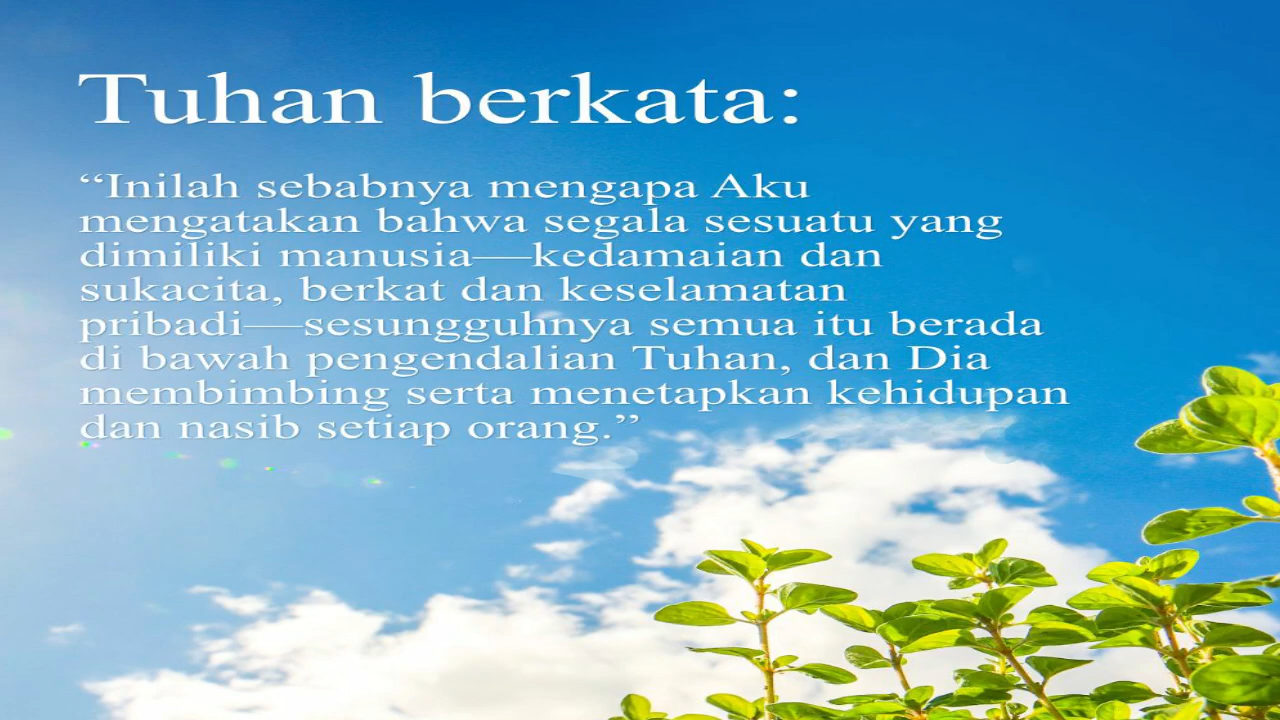 Tuhan berkata:
“Inilah sebabnya mengapa Aku
mengatakan bahwa segala sesuatu yang
dimiliki manusia—kedamaian dan
sukacita, berkat dan keselamatan
pribadi—sesungguhnya semua itu berada
di bawah pengendalian Tuhan, dan Dia
membimbing serta menetapkan kehidupan
dan nasib setiap orang.”